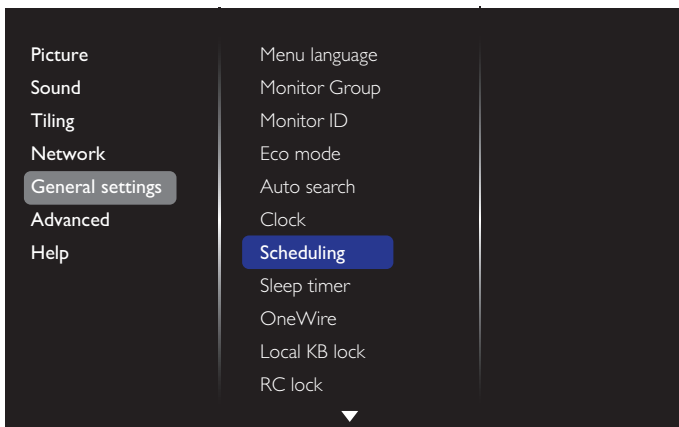 Picture
Sound
Tiling
Network
General settings
Advanced
Help
Menu language
Monitor Group
Monitor ID
Eco mode
Auto search
Clock
Scheduling
Sleep timer
OneWire
Local KB lock
RC lock